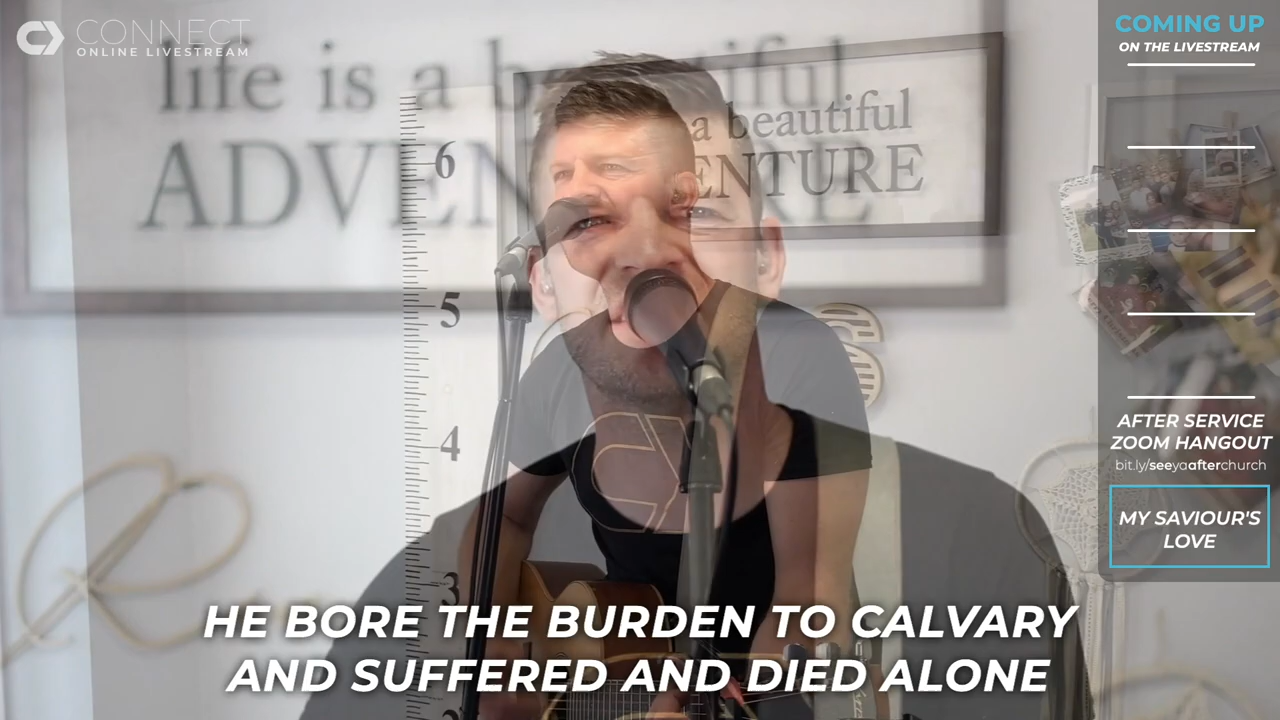 CONNECT
ONLINE LIVESTREAM
COMING UP
ON THE LIVESTREAM
life is a beautiful
ADVENTURE
a beautiful
ENTURE
6
5
4
3
AFTER SERVICE
ZOOM HANGOUT
bit.ly/seeyaafterchurch
MY SAVIOUR'S
LOVE
HE BORE THE BURDEN TO CALVARY
AND SUFFERED AND DIED ALONE